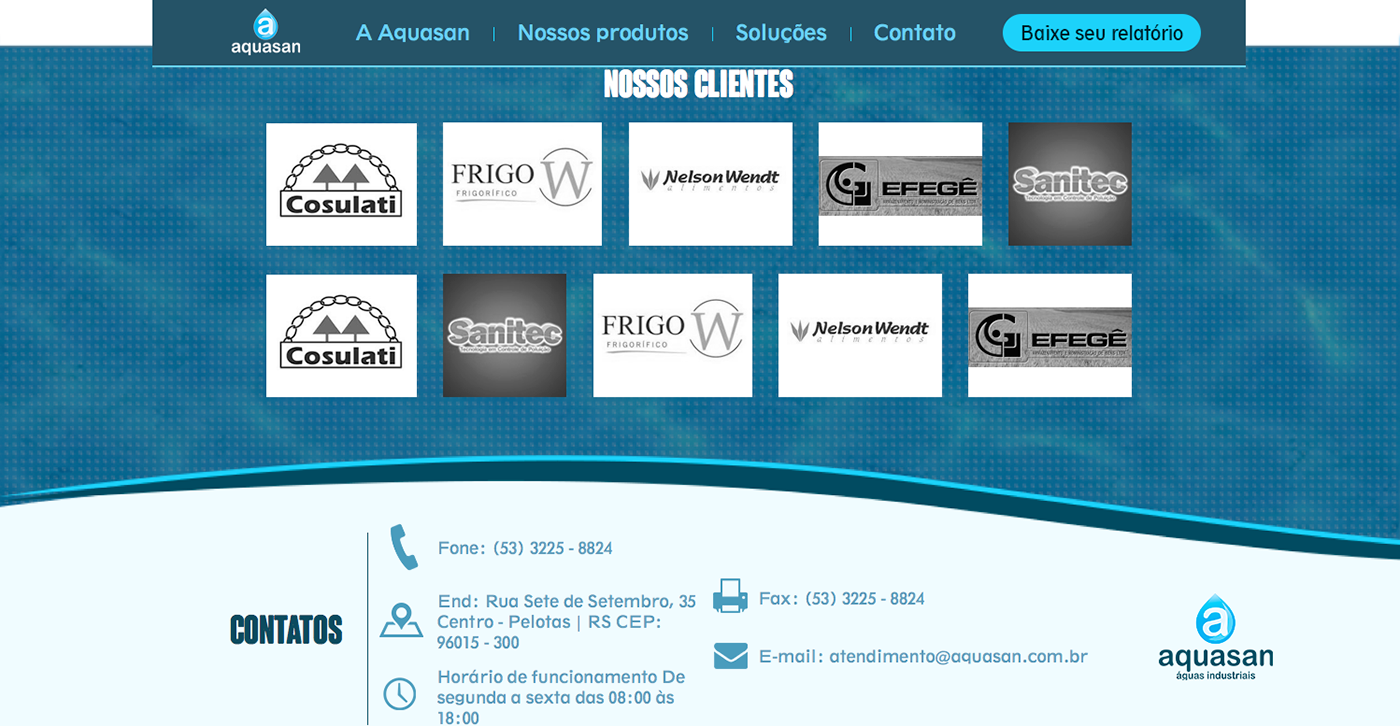 aquasan
A Aquasan | Nossos produtos | Soluções | Contato
Baixe seu relatório
NOSSOS CLIENTES
Cosulati
FRIGO W
FRIGORÍFICO
Nelson Wendt
alimentos
EFEGÊ
Sanitec
Tecnologia em Controle de Poluição
Cosulati
Sanitec
Tecnologia em Controle de Poluição
FRIGO W
FRIGORÍFICO
Nelson Wendt
alimentos
EFEGÊ
CONTATOS
Fone: (53) 3225 - 8824
End: Rua Sete de Setembro, 35
Centro - Pelotas | RS CEP:
96015 - 300
Horário de funcionamento De
segunda a sexta das 08:00 às
18:00
Fax: (53) 3225 - 8824
E-mail: atendimento@aquasan.com.br
aquasan
águas industriais